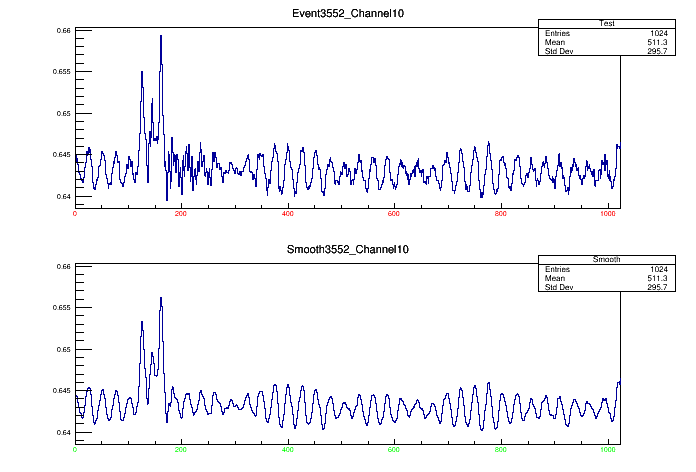 Event3552_Channel10
Test
Entries 1024
Mean 511.3
Std Dev 295.7
0.66
0.655
0.65
0.645
0.64
0 200 400 600 800 1000
Smooth3552_Channel10
Smooth
Entries 1024
Mean 511.3
Std Dev 295.7
0.66
0.655
0.65
0.645
0.64
0 200 400 600 800 1000